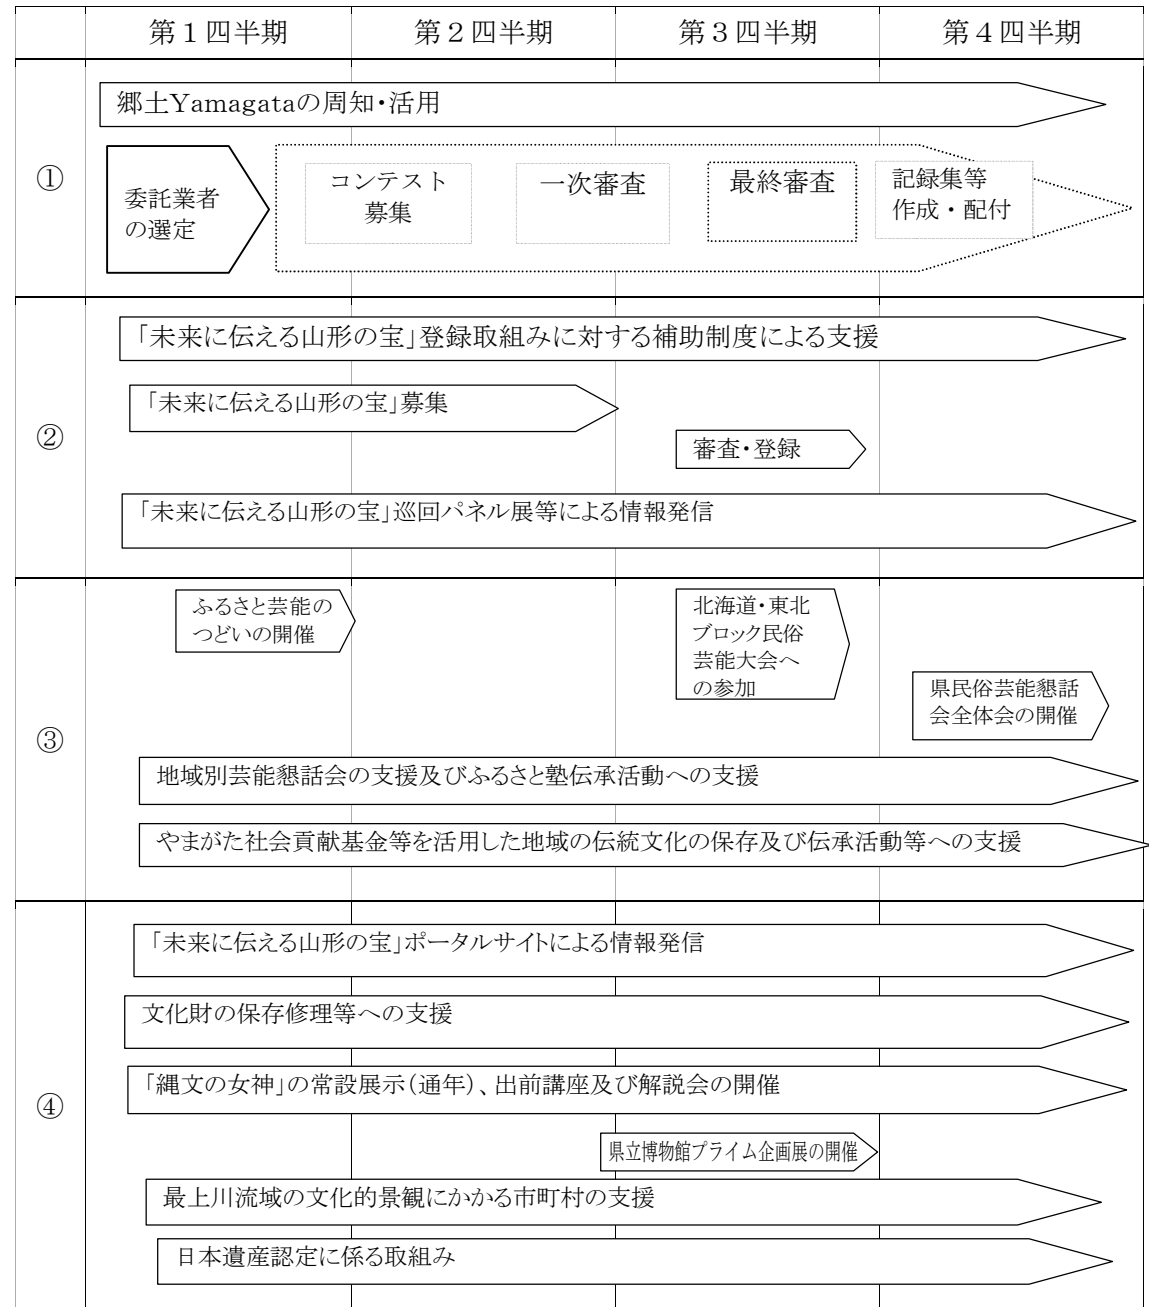 第１四半期
第２四半期
第３四半期
第４四半期
①
郷土Yamagataの周知・活用
委託業者
の選定
コンテスト
募集
一次審査
最終審査
記録集等
作成・配付
②
「未来に伝える山形の宝」登録取組みに対する補助制度による支援
「未来に伝える山形の宝」募集
審査・登録
「未来に伝える山形の宝」巡回パネル展等による情報発信
③
ふるさと芸能の
つどいの開催
北海道・東北
ブロック民俗
芸能大会へ
の参加
県民俗芸能懇話
会全体会の開催
地域別芸能懇話会の支援及びふるさと塾伝承活動への支援
やまがた社会貢献基金等を活用した地域の伝統文化の保存及び伝承活動等への支援
④
「未来に伝える山形の宝」ポータルサイトによる情報発信
文化財の保存修理等への支援
「縄文の女神」の常設展示（通年）、出前講座及び解説会の開催
県立博物館プライム企画展の開催
最上川流域の文化的景観にかかる市町村の支援
日本遺産認定に係る取組み